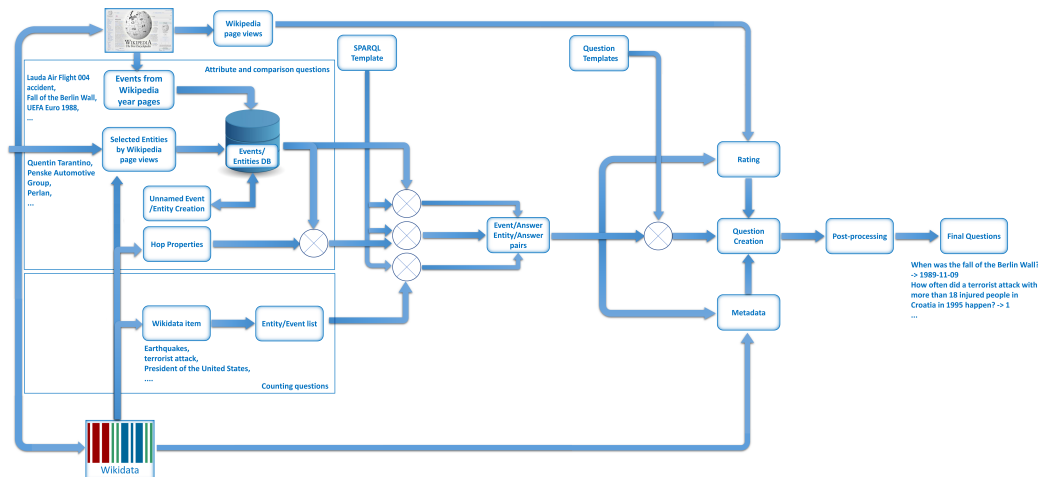 WIKIPEDIA
The Free Encyclopedia
Wikipedia
page views
SPARQL
Template
Question
Templates
Attribute and comparison questions
Lauda Air Flight 004
accident,
Fall of the Berlin Wall,
UEFA Euro 1988,
...
Events from
Wikipedia
year pages
Selected Entities
by Wikipedia
page views
Events/
Entities DB
Rating
Quentin Tarantino,
Penske Automotive
Group,
Perlan,
...
Unnamed Event
/Entity Creation
Hop Properties
Event/Answer
Entity/Answer
pairs
Question
Creation
Post-processing
Final Questions
When was the fall of the Berlin Wall?
-> 1989-11-09
How often did a terrorist attack with
more than 18 injured people in
Croatia in 1995 happen? -> 1
...
Wikidata item
Entity/Event list
Metadata
Earthquakes,
terrorist attack,
President of the United States,
....
Counting questions
Wikidata